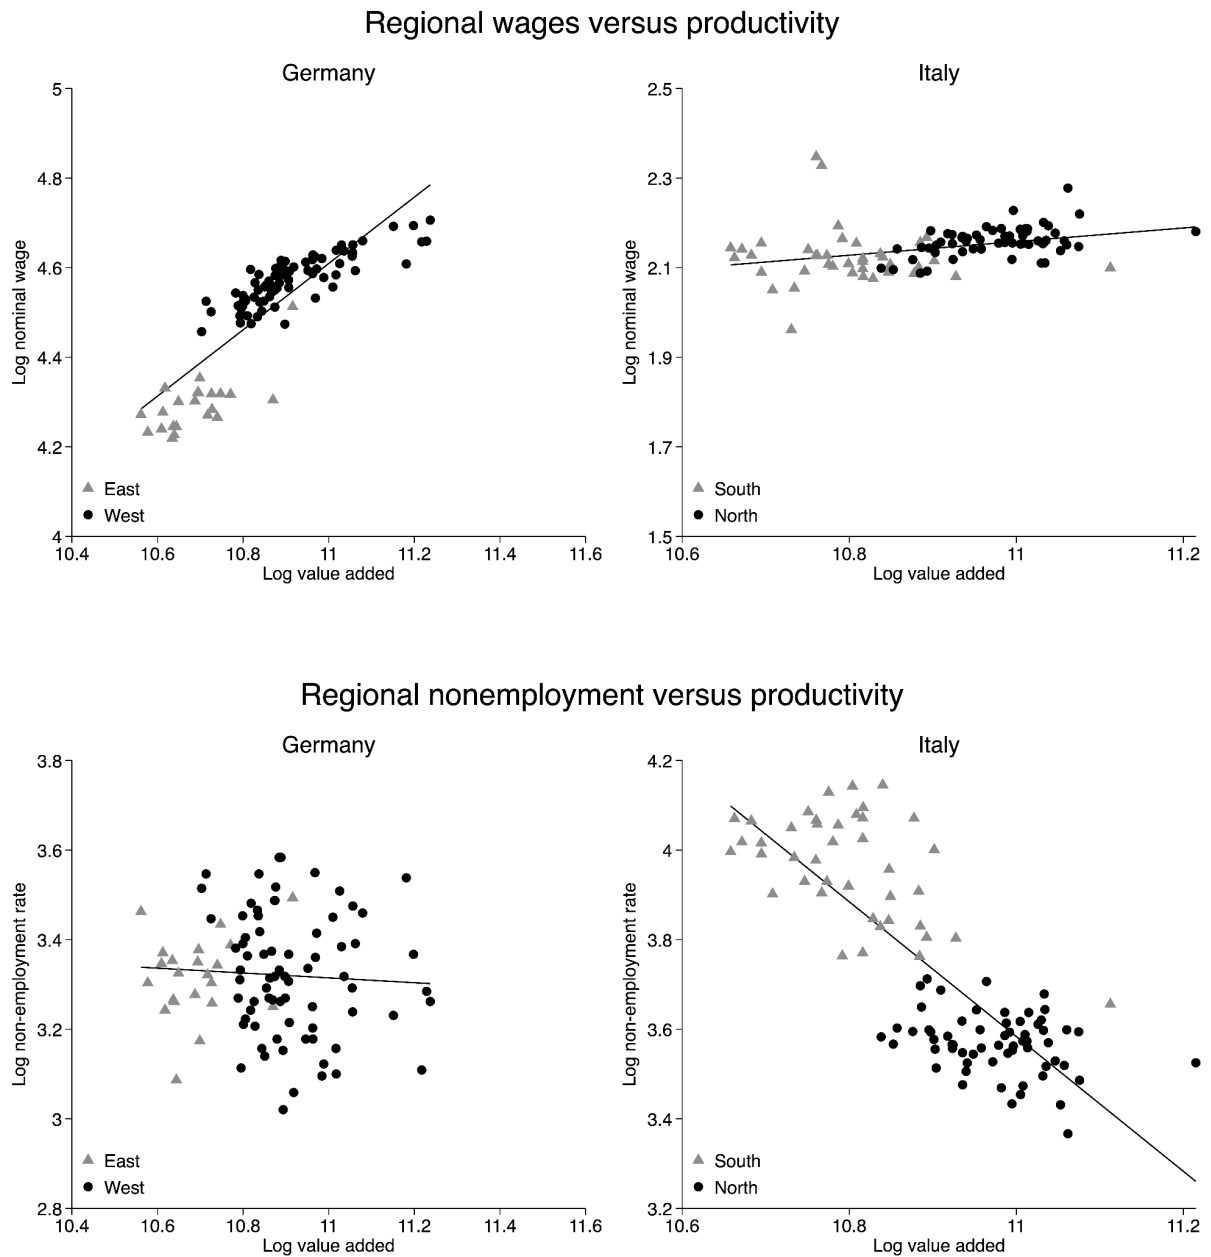 Regional wages versus productivity
Germany
Log nominal wage
5
4.8
4.6
4.4
4.2
4
East
West
10.4 10.6 10.8 11 11.2 11.4 11.6
Log value added
Italy
Log nominal wage
2.5
2.3
2.1
1.9
1.7
1.5
South
North
10.6 10.8 11 11.2
Log value added
Regional nonemployment versus productivity
Germany
Log non-employment rate
3.8
3.6
3.4
3.2
3
2.8
East
West
10.4 10.6 10.8 11 11.2 11.4 11.6
Log value added
Italy
Log non-employment rate
4.2
4
3.8
3.6
3.4
3.2
South
North
10.6 10.8 11 11.2
Log value added